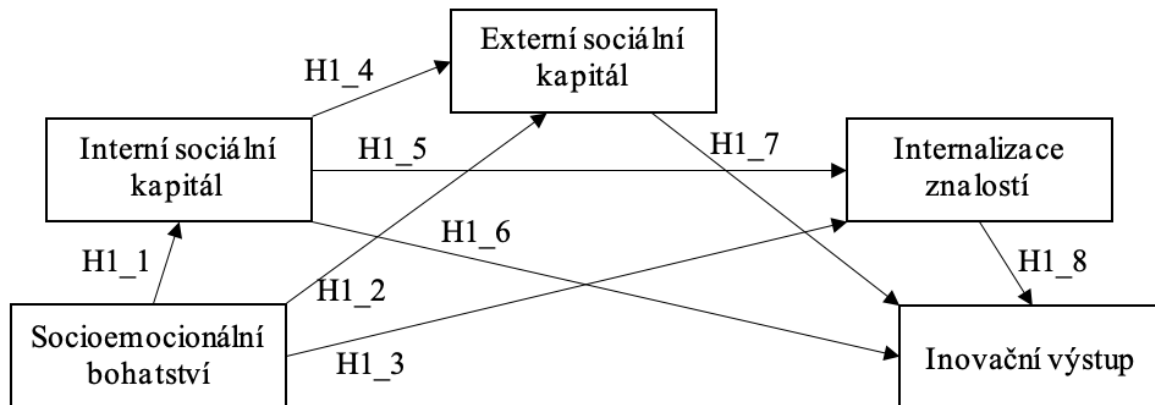 Externí sociální
kapitál
H1_4
Interní sociální
kapitál
H1_5
H1_7
Internalizace
znalostí
H1_6
H1_1
H1_8
H1_2
Socioemocionální
bohatství
H1_3
Inovační výstup